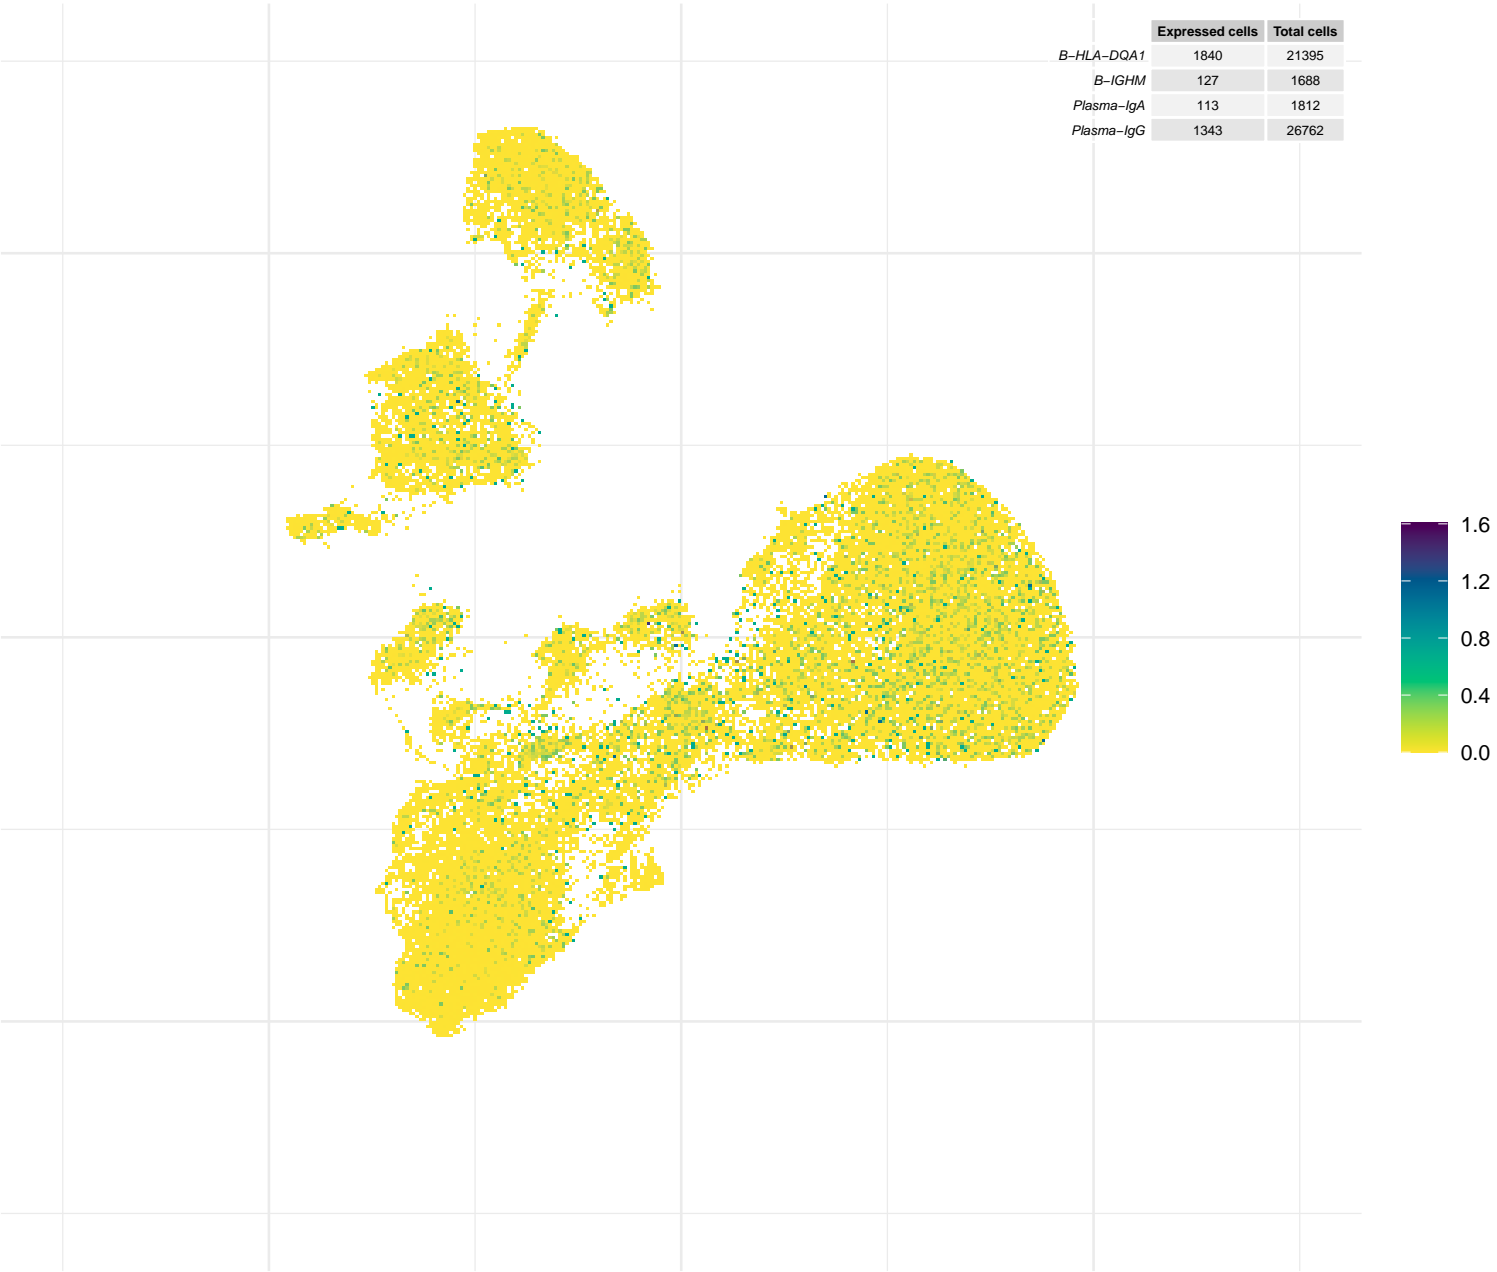 Expressed cells Total cells
B−HLA−DQA1 1840 21395
B−IGHM 127 1688
Plasma−IgA 113 1812
Plasma−IgG 1343 26762
1.6
1.2
0.8
0.4
0.0